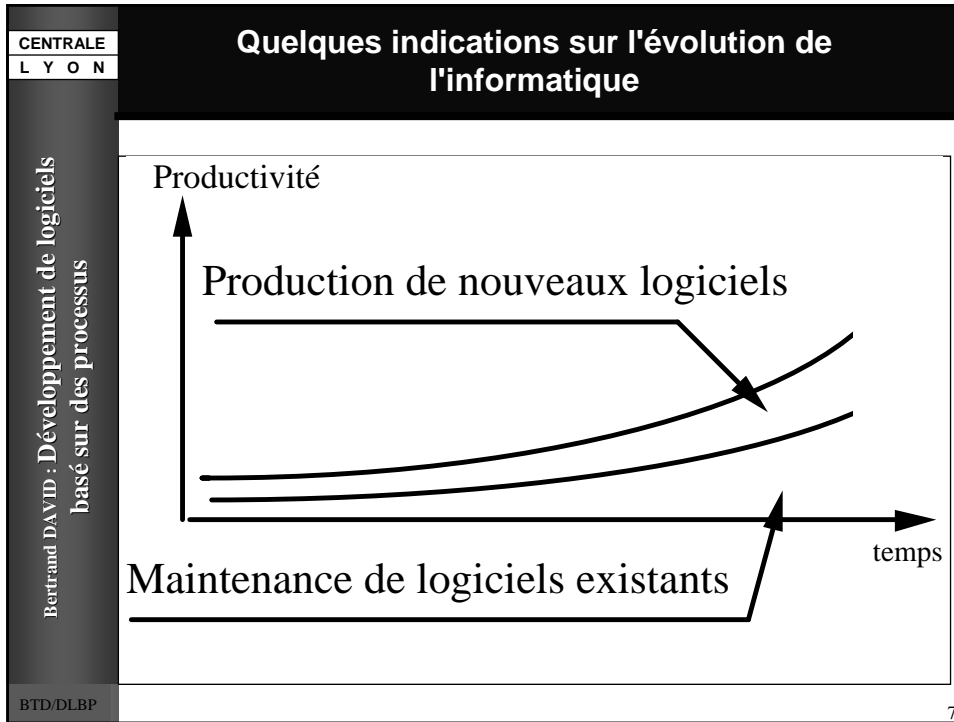 CENTRALE
L Y O N
Quelques indications sur l'évolution de
l'informatique
Bertrand DAVID : Développement de logiciels
basé sur des processus
Productivité
Production de nouveaux logiciels
temps
Maintenance de logiciels existants
BTD/DLBP
7